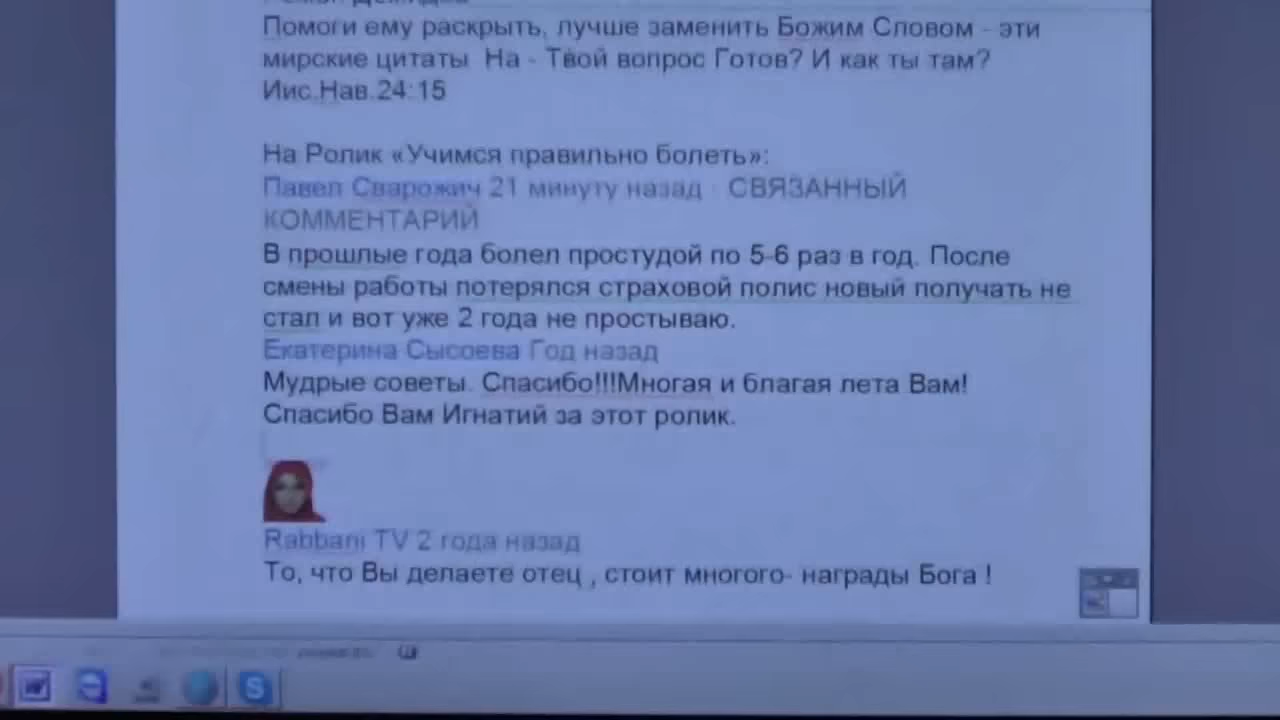 Помоги ему раскрыть, лучше заменить Божим Словом - эти
мирские цитаты На - Твой вопрос Готов? И как ты там?
Иис.Нав.24:15
На Ролик «Учимся правильно болеть»:
Павел Сварожич 21 минуту назад · СВЯЗАННЫЙ
КОММЕНТАРИЙ
В прошлые года болел простудой по 5-6 раз в год. После
смены работы потерялся страховой полис новый получать не
стал и вот уже 2 года не простываю.
Екатерина Сысоева Год назад
Мудрые советы. Спасибо!!!Многая и благая лета Вам!
Спасибо Вам Игнатий за этот ролик.
Rabbani TV 2 года назад
То, что Вы делаете отец , стоит многого- награды Бога !